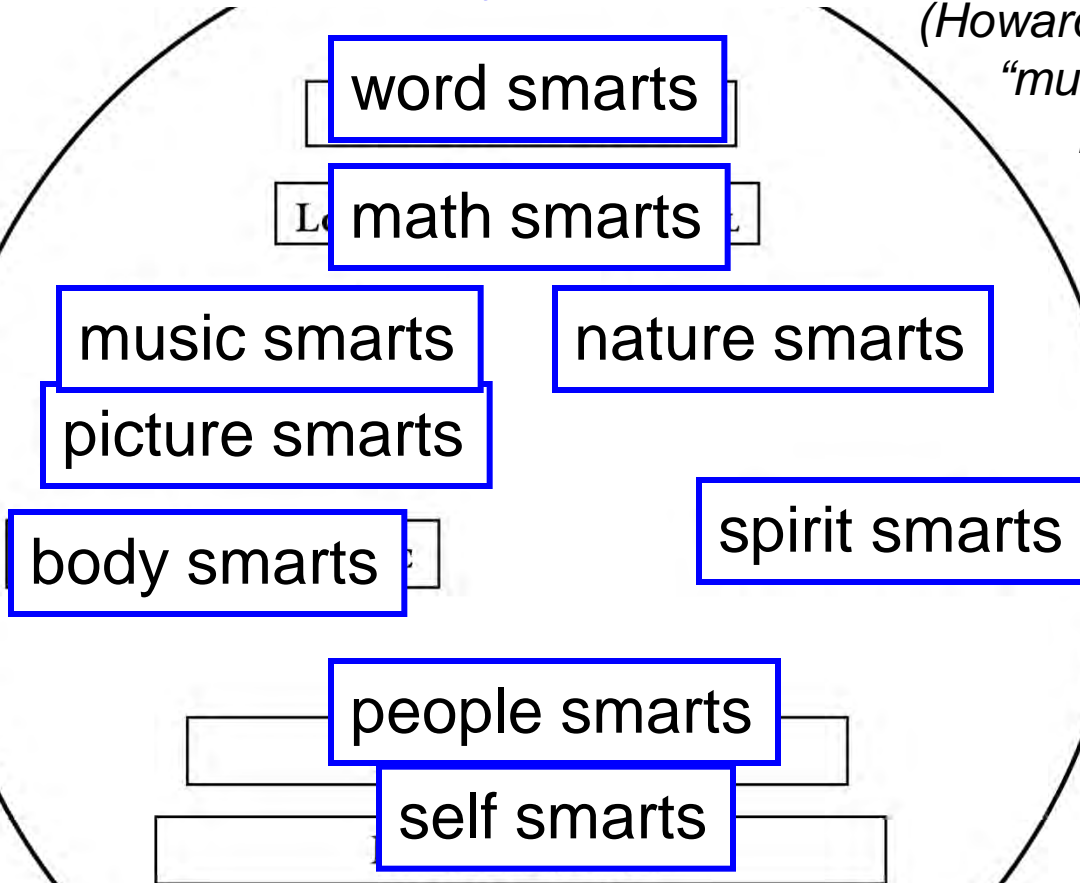 (Howard
“mu
word smarts
math smarts
music smarts
nature smarts
picture smarts
spirit smarts
body smarts
people smarts
self smarts